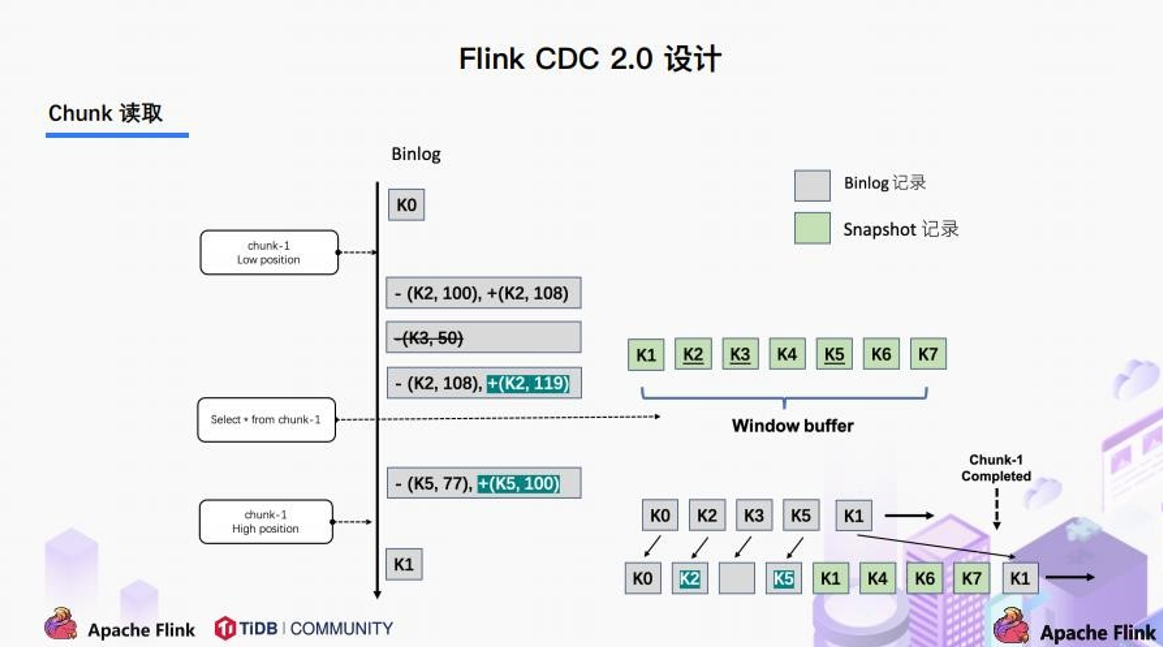 Flink CDC 2.0 设计
Chunk 读取
Binlog
K0
Binlog 记录
Snapshot 记录
chunk-1
Low position
- (K2, 100), +(K2, 108)
-(K3, 50)
- (K2, 108), +(K2, 119)
K1 K2 K3 K4 K5 K6 K7
Select * from chunk-1
Window buffer
- (K5, 77), +(K5, 100)
chunk-1
High position
K1
Chunk-1
Completed
K0 K2 K3 K5 K1
K0 K2 K5 K1 K4 K6 K7 K1
Apache Flink
TiDB | COMMUNITY
Apache Flink